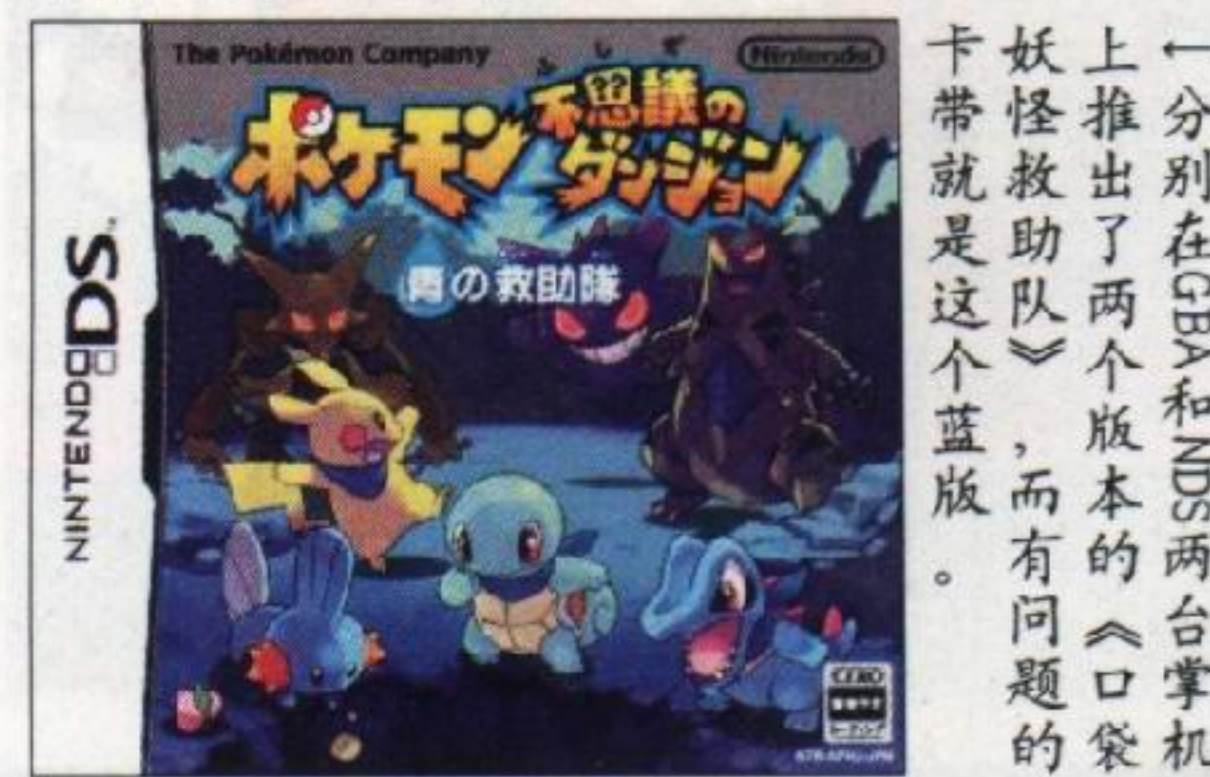 The Pokémon Company
Nintendo
ふしぎ
ポケモン不思議の
ダンジョン
青の救助隊
NINTENDO DS
CERO
←分别在GBA和NDS两台掌机
上推出了两个版本的《口袋
妖怪救助队》,而有问题的
卡带就是这个蓝版。